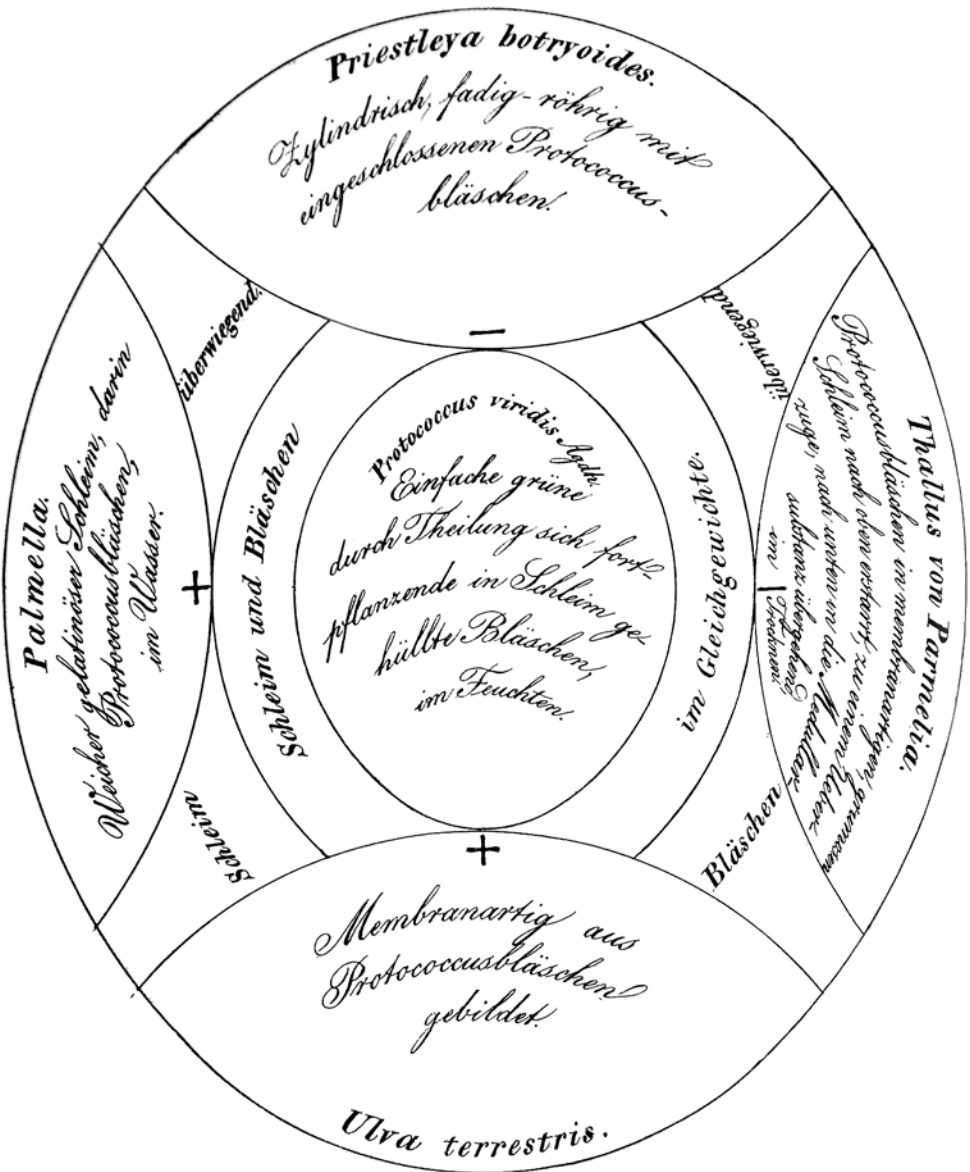 Priestleya botryoides.
Zylindrisch, fadig-röhrig mit
eingeschlossenen Protococcus-
bläschen.
−
Palmella.
Weicher gelatinöser Schleim, darin
Protococcusbläschen,
im Wasser.
+
Schleim
überwiegend.
Schleim und Bläschen
Protococcus viridis Agdh.
Einfache grüne
durch Theilung sich fort-
pflanzende in Schleim ge-
hüllte Bläschen,
im Feuchten.
im Gleichgewichte.
Bläschen
überwiegend
−
Thallus von Parmelia.
Protococcusbläschen in membranartigen, grünen
Schleim nach oben erstarrt, zu einem Ueber-
zuge, nach unten in die Medullar-
substanz übergehend,
im Trocknen.
+
Membranartig aus
Protococcusbläschen
gebildet.
Ulva terrestris.